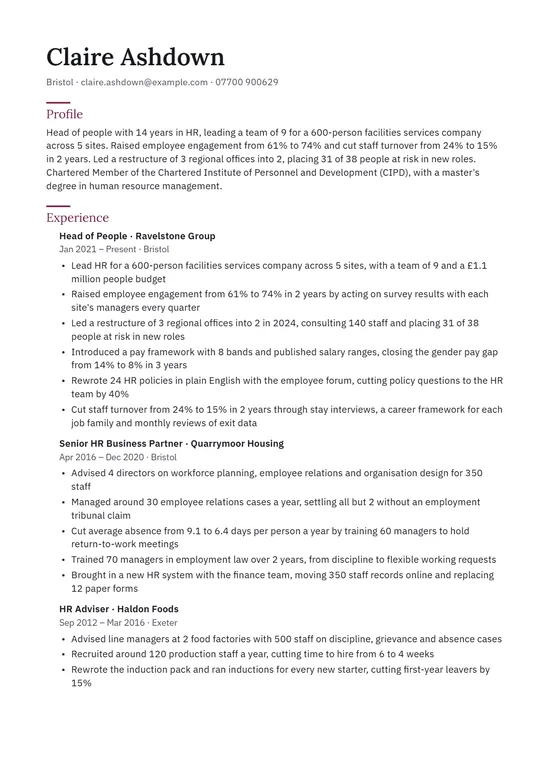 Claire Ashdown
Bristol · claire.ashdown@example.com · 07700 900629
Profile
Head of people with 14 years in HR, leading a team of 9 for a 600-person facilities services company
across 5 sites. Raised employee engagement from 61% to 74% and cut staff turnover from 24% to 15%
in 2 years. Led a restructure of 3 regional offices into 2, placing 31 of 38 people at risk in new roles.
Chartered Member of the Chartered Institute of Personnel and Development (CIPD), with a master's
degree in human resource management.
Experience
Head of People · Ravelstone Group
Jan 2021 – Present · Bristol
• Lead HR for a 600-person facilities services company across 5 sites, with a team of 9 and a £1.1
million people budget
• Raised employee engagement from 61% to 74% in 2 years by acting on survey results with each
site's managers every quarter
• Led a restructure of 3 regional offices into 2 in 2024, consulting 140 staff and placing 31 of 38
people at risk in new roles
• Introduced a pay framework with 8 bands and published salary ranges, closing the gender pay gap
from 14% to 8% in 3 years
• Rewrote 24 HR policies in plain English with the employee forum, cutting policy questions to the HR
team by 40%
• Cut staff turnover from 24% to 15% in 2 years through stay interviews, a career framework for each
job family and monthly reviews of exit data
Senior HR Business Partner · Quarrymoor Housing
Apr 2016 – Dec 2020 · Bristol
• Advised 4 directors on workforce planning, employee relations and organisation design for 350
staff
• Managed around 30 employee relations cases a year, settling all but 2 without an employment
tribunal claim
• Cut average absence from 9.1 to 6.4 days per person a year by training 60 managers to hold
return-to-work meetings
• Trained 70 managers in employment law over 2 years, from discipline to flexible working requests
• Brought in a new HR system with the finance team, moving 350 staff records online and replacing
12 paper forms
HR Adviser · Haldon Foods
Sep 2012 – Mar 2016 · Exeter
• Advised line managers at 2 food factories with 500 staff on discipline, grievance and absence cases
• Recruited around 120 production staff a year, cutting time to hire from 6 to 4 weeks
• Rewrote the induction pack and ran inductions for every new starter, cutting first-year leavers by
15%